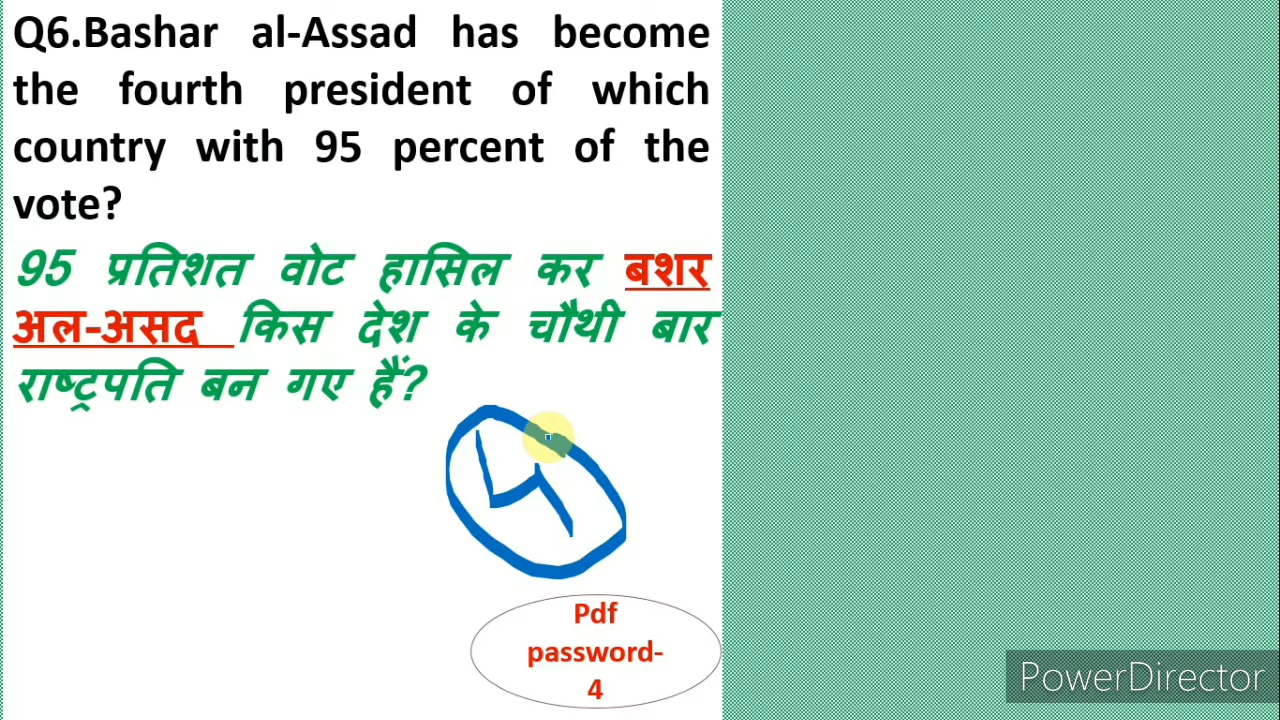 Q6.Bashar al-Assad has become
the fourth president of which
country with 95 percent of the
vote?
95 प्रतिशत वोट हासिल कर बशर
अल-असद किस देश के चौथी बार
राष्ट्रपति बन गए हैं?
4
Pdf
password-
4
PowerDirector